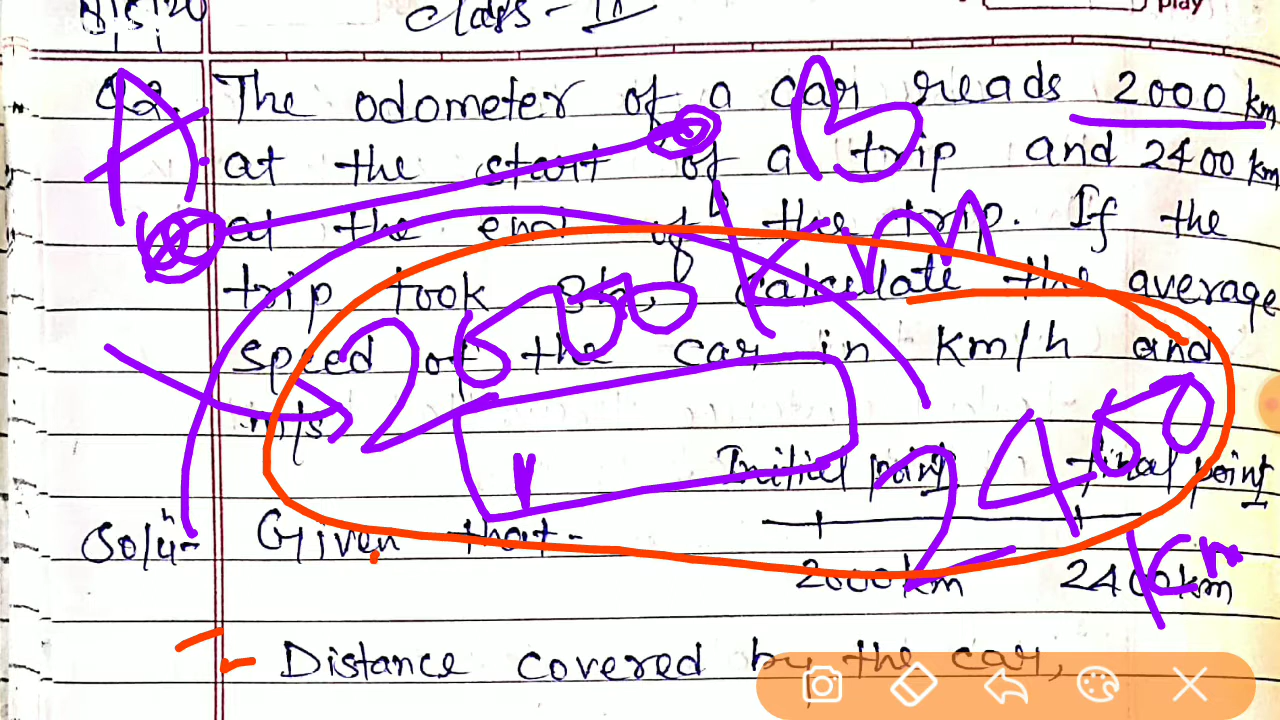 Class - IX
play
Q2. The odometer of a car reads 2000 km
at the start of a trip and 2400 km
at the end of the trip. If the
trip took 8h, calculate the average
speed of the car in km/h and
m/s.
A B
2000 km
2400 km
Initial point final point
Solun- Given that-
2000 km 2400 km
- Distance covered by the car,